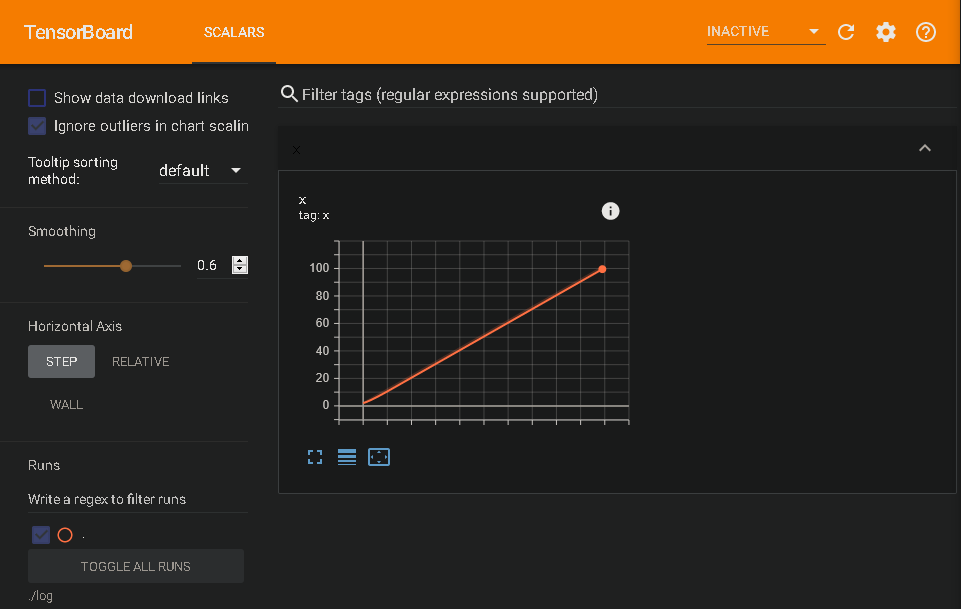 TensorBoard
SCALARS
INACTIVE
Show data download links
Ignore outliers in chart scalin
Tooltip sorting
method:
default
Smoothing
0.6
Horizontal Axis
STEP
RELATIVE
WALL
Runs
Write a regex to filter runs
.
TOGGLE ALL RUNS
./log
Filter tags (regular expressions supported)
x
x
tag: x
100
80
60
40
20
0